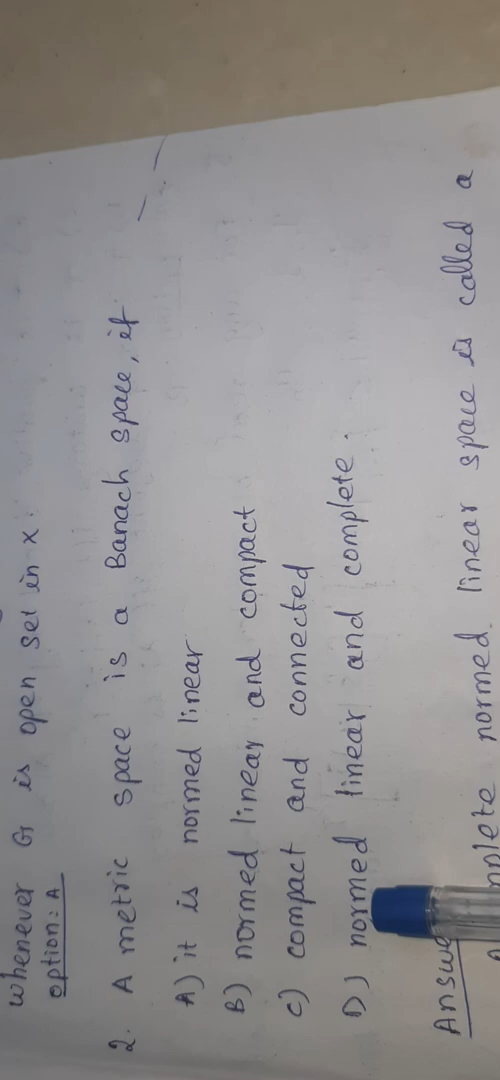 whenever G is open set in X.
option: A
2. A metric space is a Banach space, if - -
A) it is normed linear
B) normed linear and compact
C) compact and connected
D) normed linear and complete.
Answe
A mplete normed linear space is called a